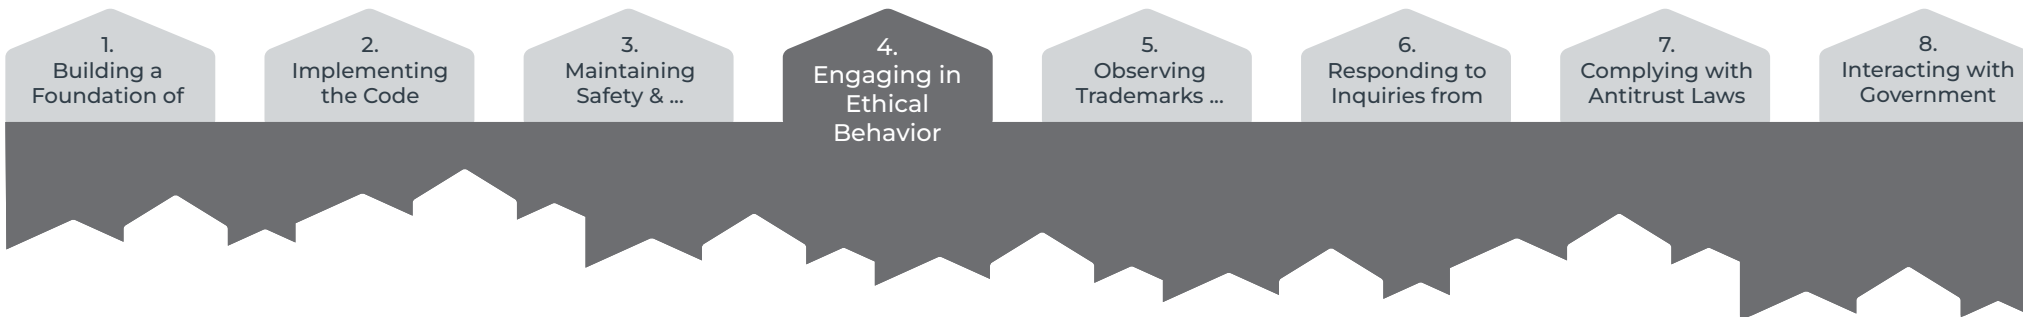 1.
Building a
Foundation of
2.
Implementing
the Code
3.
Maintaining
Safety & ...
4.
Engaging in
Ethical
Behavior
5.
Observing
Trademarks ...
6.
Responding to
Inquiries from
7.
Complying with
Antitrust Laws
8.
Interacting with
Government